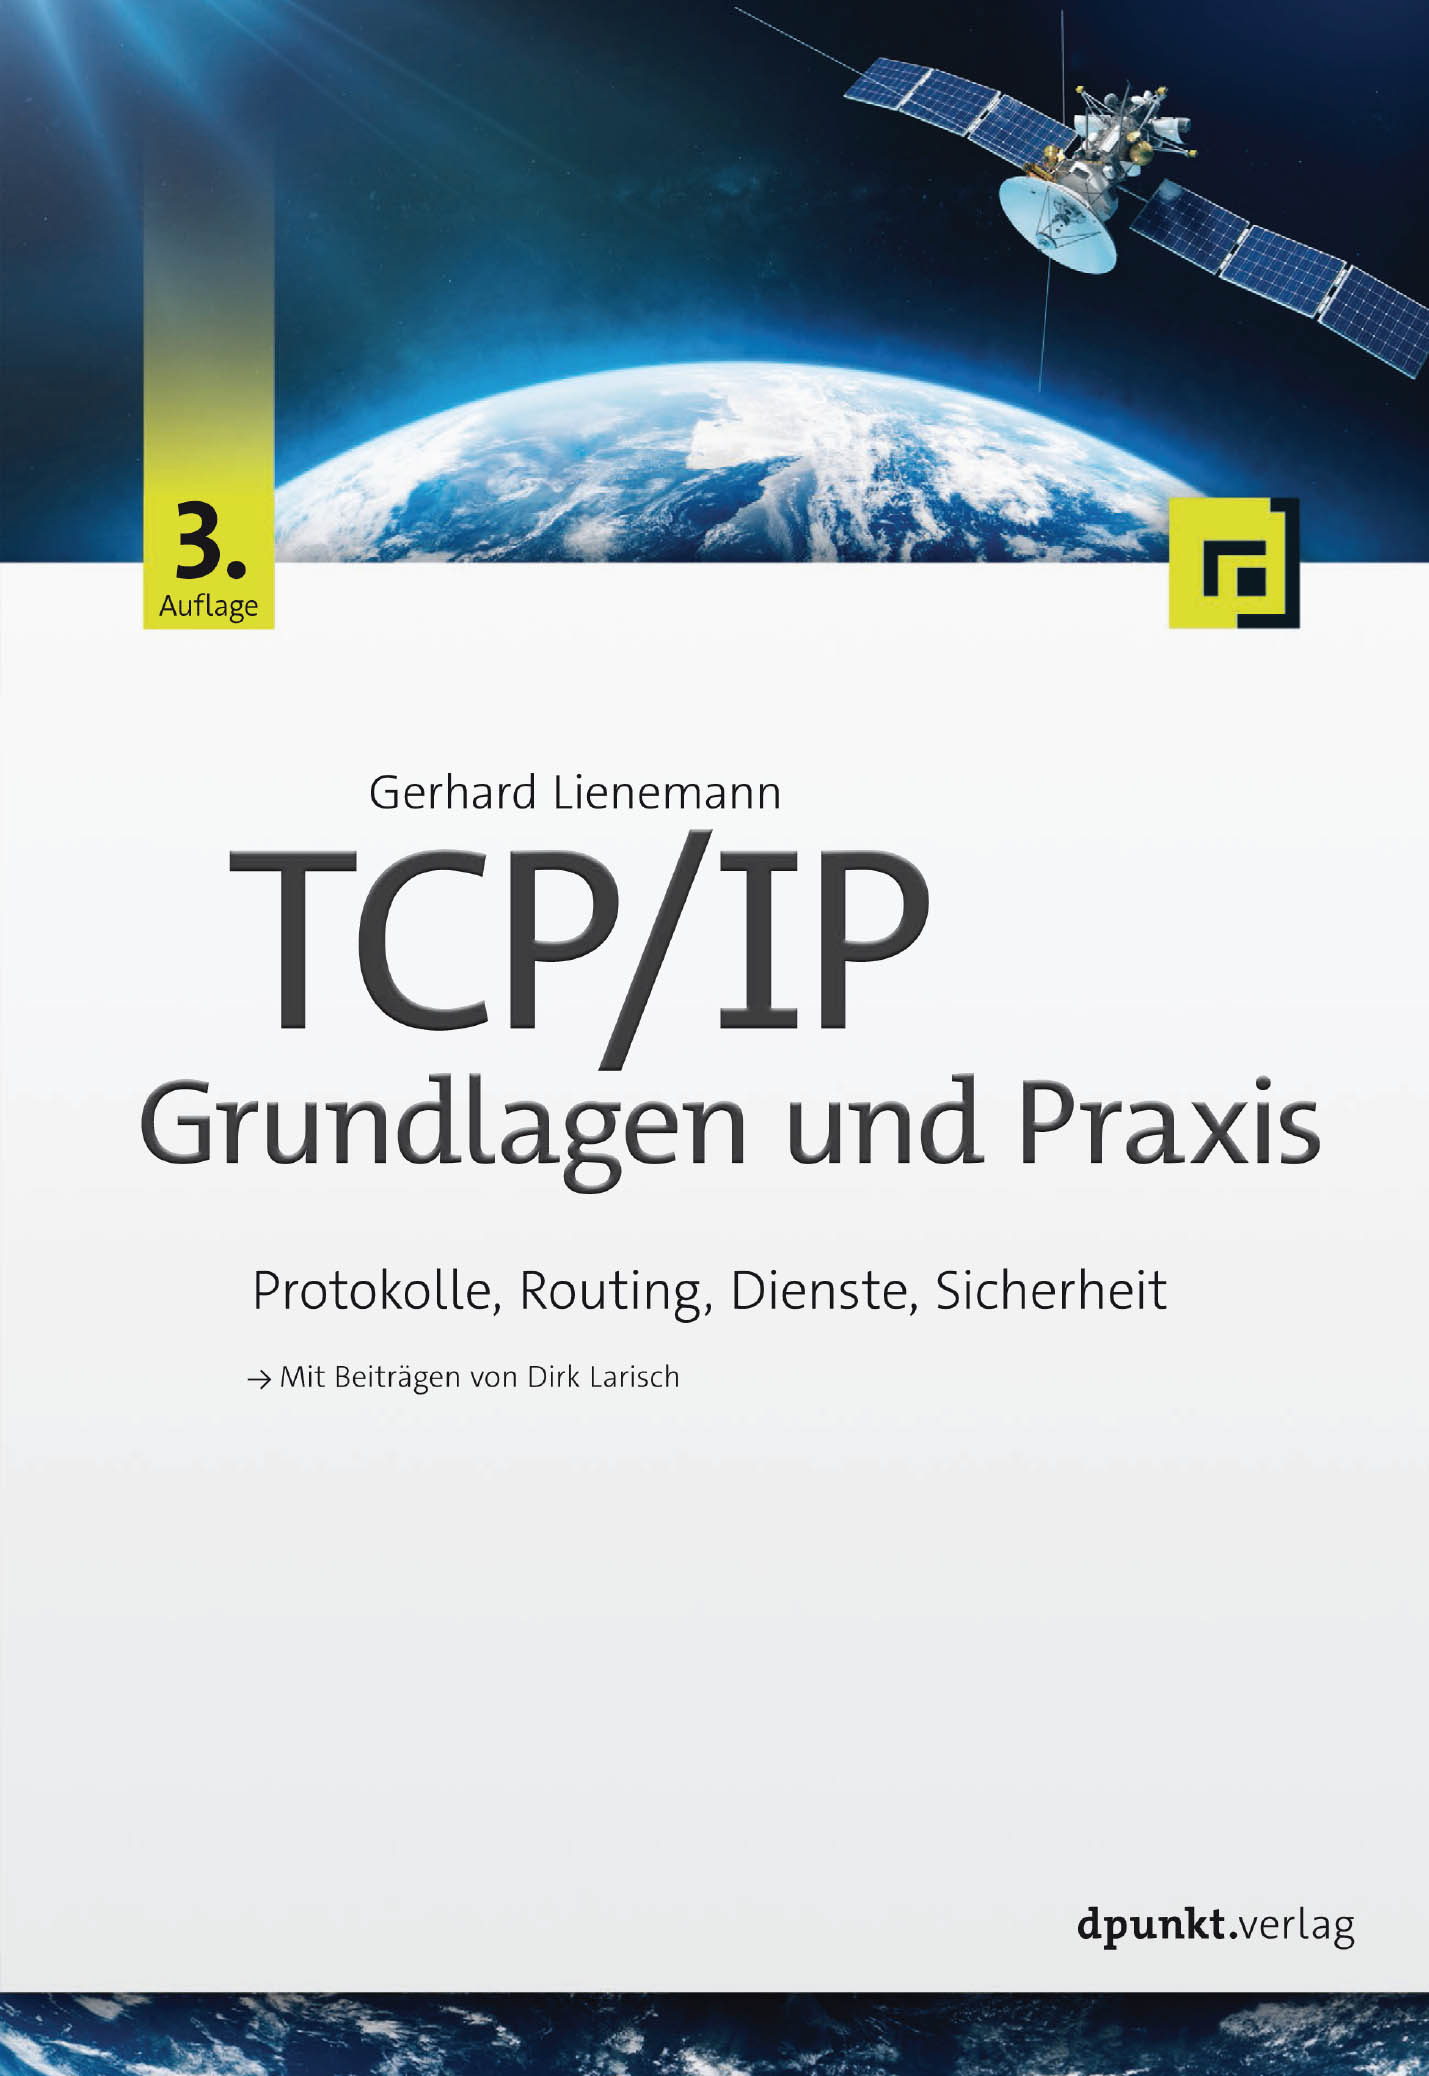 3.
Auflage
Gerhard Lienemann
TCP/IP
Grundlagen und Praxis
Protokolle, Routing, Dienste, Sicherheit
→ Mit Beiträgen von Dirk Larisch
dpunkt.verlag